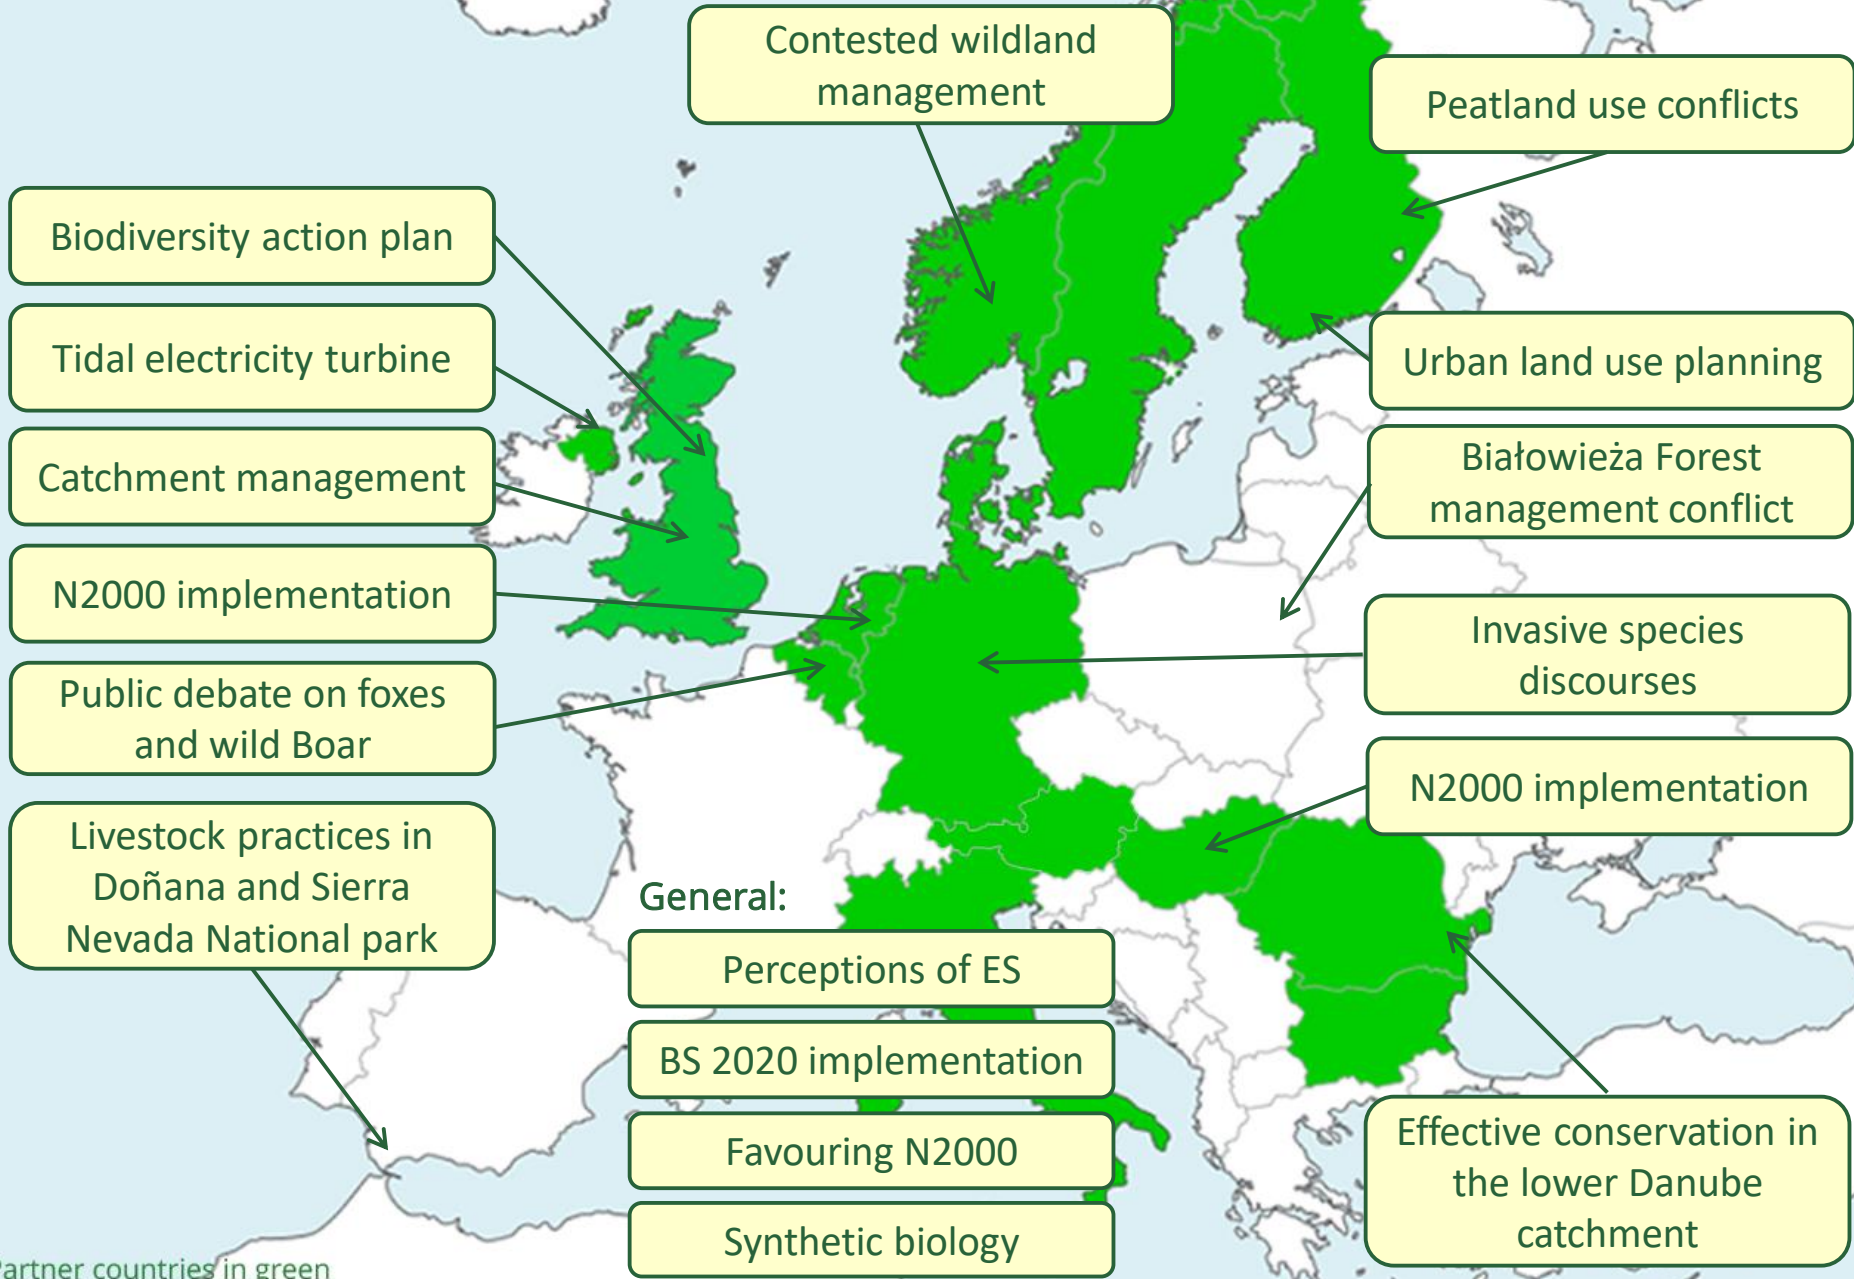 Contested wildland
management
Peatland use conflicts
Biodiversity action plan
Tidal electricity turbine
Urban land use planning
Catchment management
Białowieża Forest
management conflict
N2000 implementation
Invasive species
discourses
Public debate on foxes
and wild Boar
N2000 implementation
Livestock practices in
Doñana and Sierra
Nevada National park
General:
Perceptions of ES
BS 2020 implementation
Favouring N2000
Synthetic biology
Effective conservation in
the lower Danube
catchment
Partner countries in green